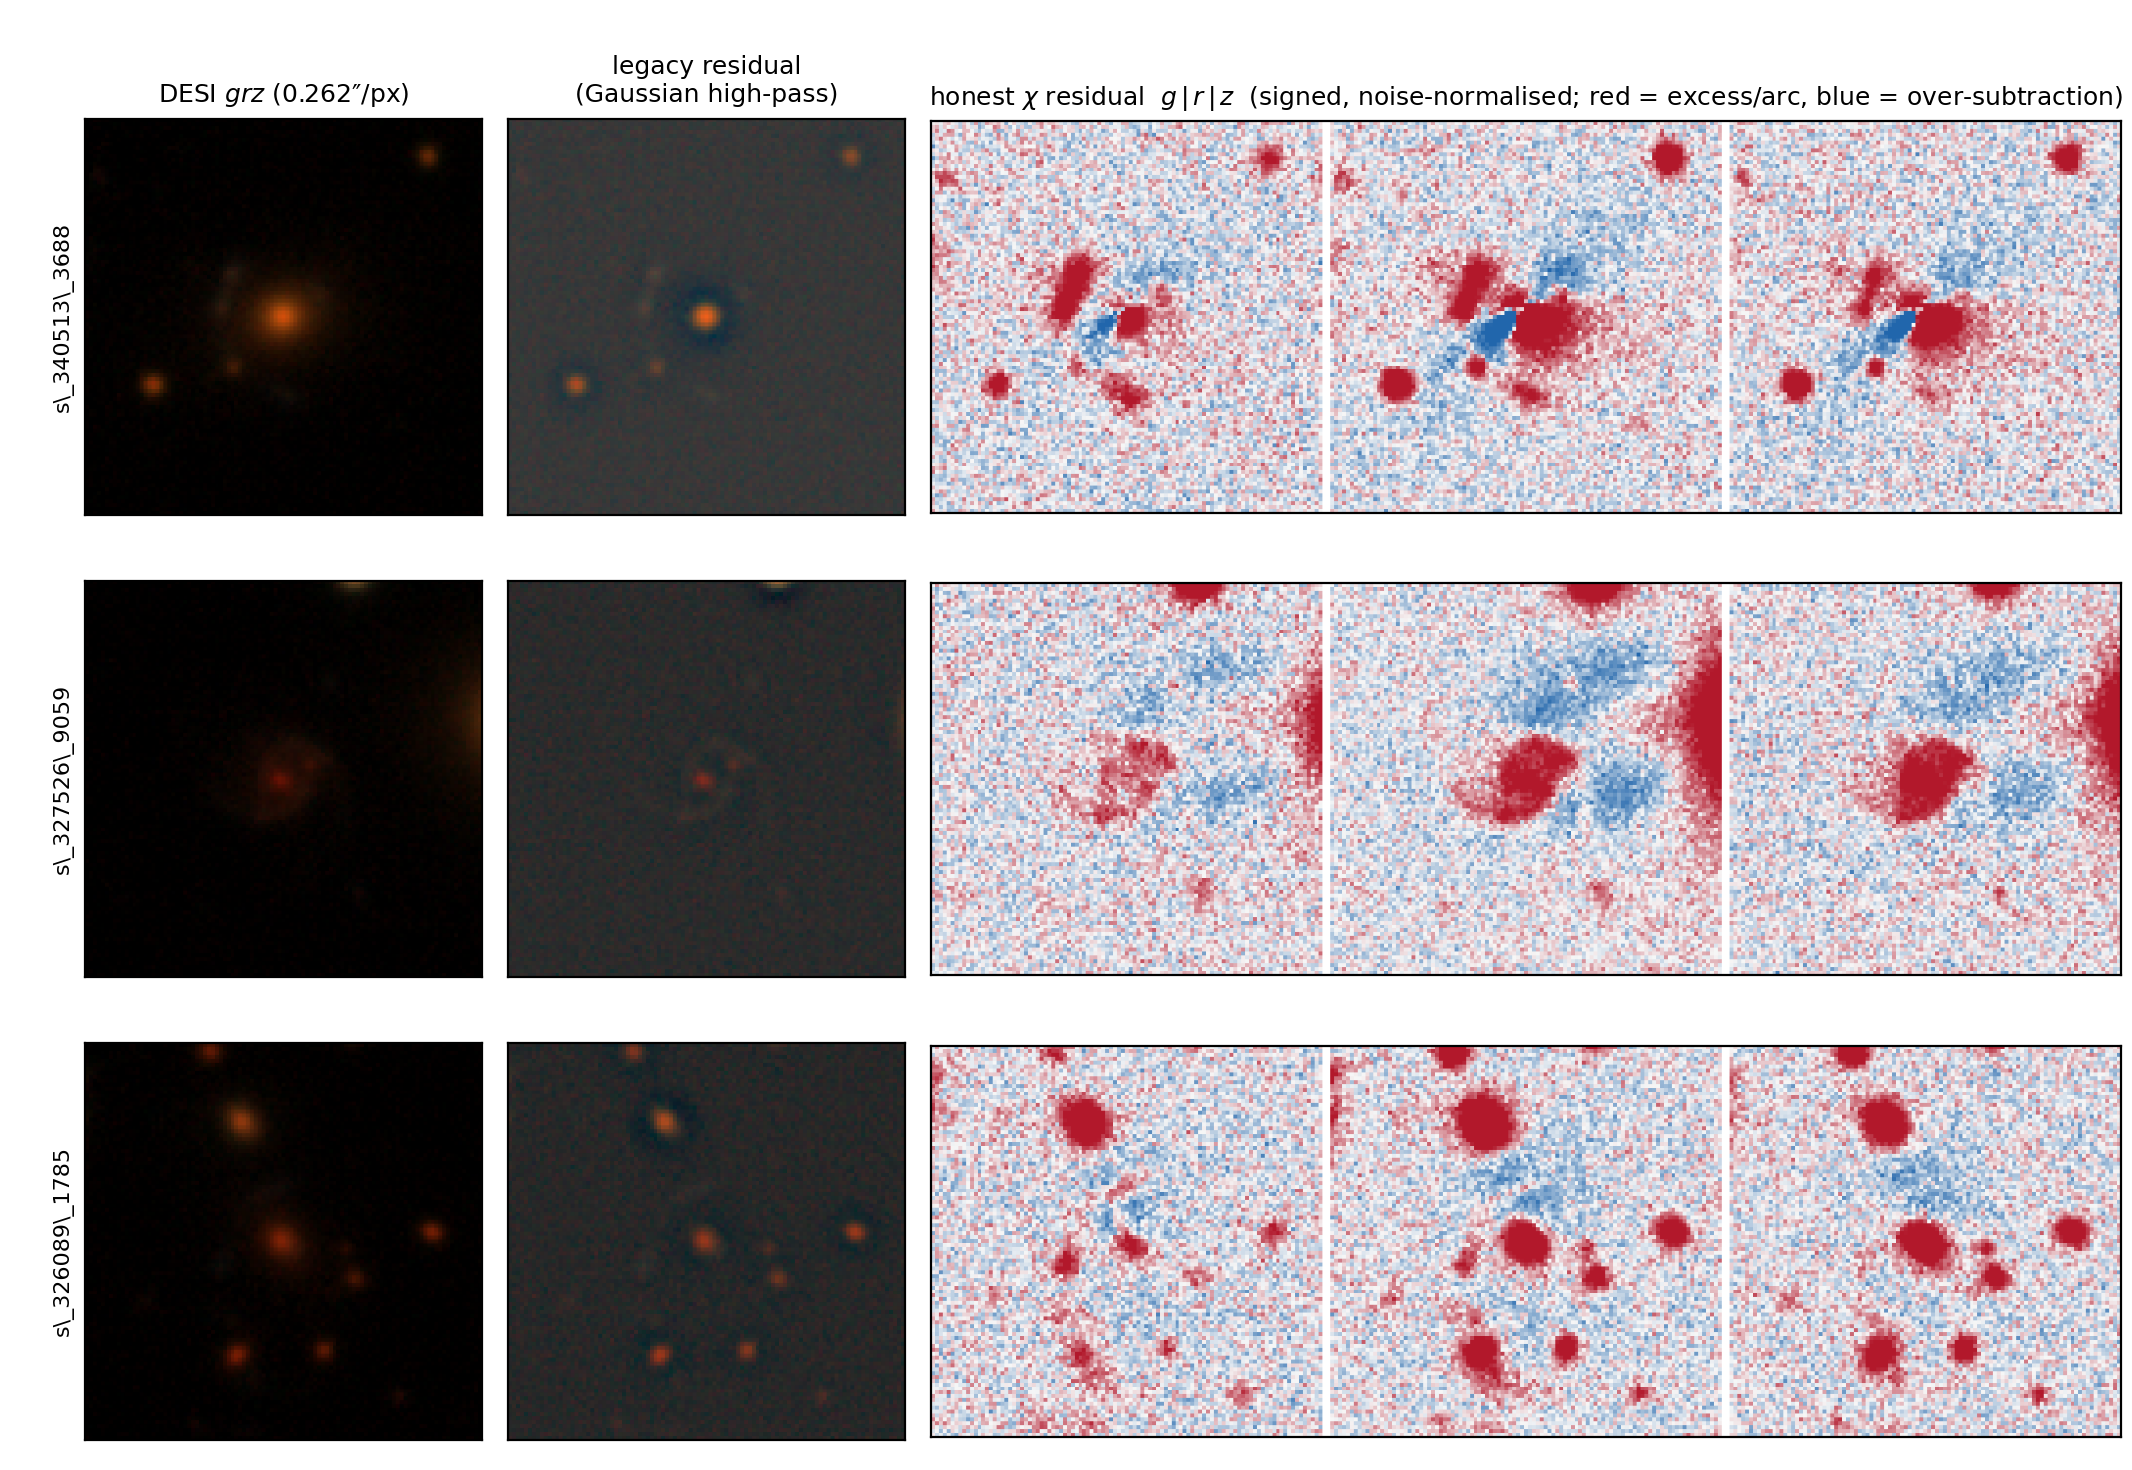 DESI grz (0.262″/px)
legacy residual
(Gaussian high-pass)
honest χ residual g | r | z (signed, noise-normalised; red = excess/arc, blue = over-subtraction)
s\_340513\_3688
s\_327526\_9059
s\_326089\_1785